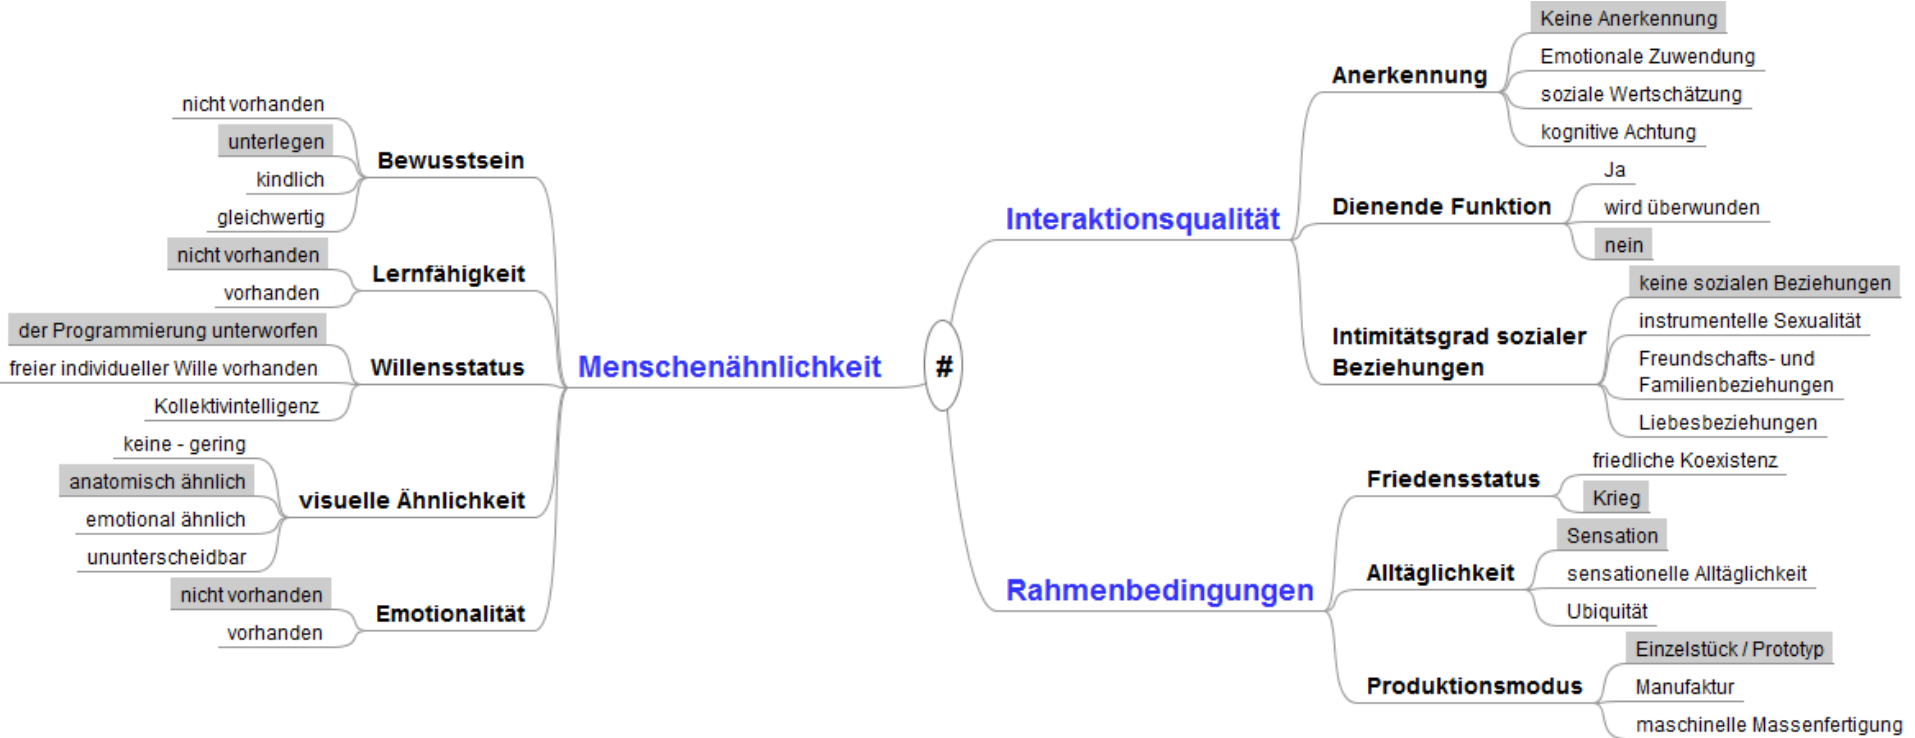 nicht vorhanden
unterlegen
kindlich
gleichwertig
Bewusstsein
nicht vorhanden
vorhanden
Lernfähigkeit
der Programmierung unterworfen
freier individueller Wille vorhanden
Kollektivintelligenz
Willensstatus
keine - gering
anatomisch ähnlich
emotional ähnlich
ununterscheidbar
visuelle Ähnlichkeit
nicht vorhanden
vorhanden
Emotionalität
Menschenähnlichkeit
#
Interaktionsqualität
Anerkennung
Keine Anerkennung
Emotionale Zuwendung
soziale Wertschätzung
kognitive Achtung
Dienende Funktion
Ja
wird überwunden
nein
Intimitätsgrad sozialer
Beziehungen
keine sozialen Beziehungen
instrumentelle Sexualität
Freundschafts- und
Familienbeziehungen
Liebesbeziehungen
Rahmenbedingungen
Friedensstatus
friedliche Koexistenz
Krieg
Alltäglichkeit
Sensation
sensationelle Alltäglichkeit
Ubiquität
Produktionsmodus
Einzelstück / Prototyp
Manufaktur
maschinelle Massenfertigung